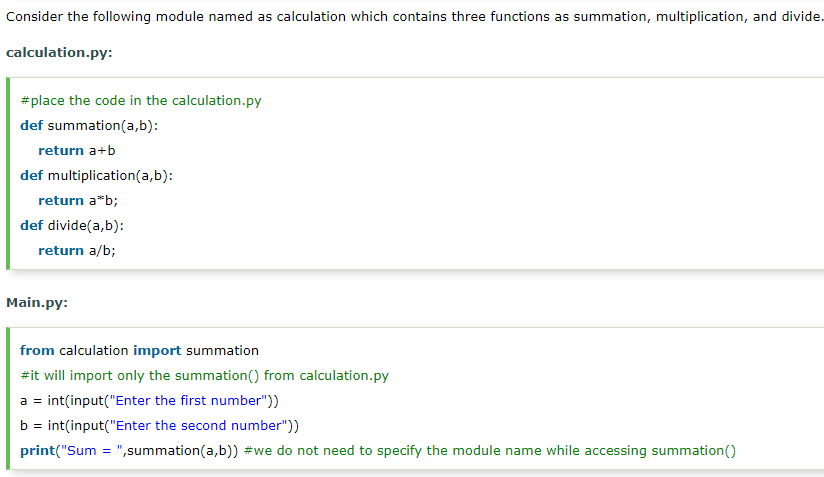 Consider the following module named as calculation which contains three functions as summation, multiplication, and divide.
calculation.py:
#place the code in the calculation.py
def summation(a,b):
    return a+b
def multiplication(a,b):
    return a*b;
def divide(a,b):
    return a/b;
Main.py:
from calculation import summation
#it will import only the summation() from calculation.py
a = int(input("Enter the first number"))
b = int(input("Enter the second number"))
print("Sum = ",summation(a,b)) #we do not need to specify the module name while accessing summation()